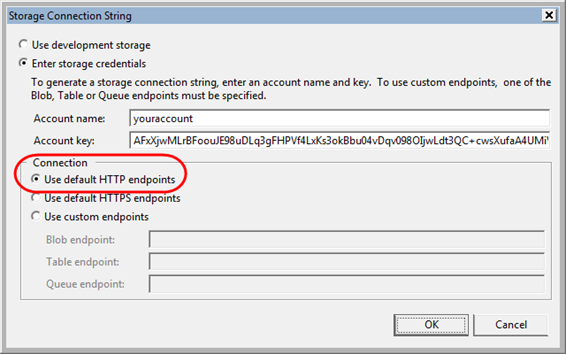 Storage Connection String
Use development storage
Enter storage credentials
To generate a storage connection string, enter an account name and key. To use custom endpoints, one of the
Blob, Table or Queue endpoints must be specified.
Account name: youraccount
Account key: AFxXjwMLrBFoouJE98uDLq3gFHPVf4LxKs3okBbu04vDqv098OIjwLdt3QC+cwsXufaA4UMi
Connection
Use default HTTP endpoints
Use default HTTPS endpoints
Use custom endpoints
Blob endpoint:
Table endpoint:
Queue endpoint:
OK Cancel